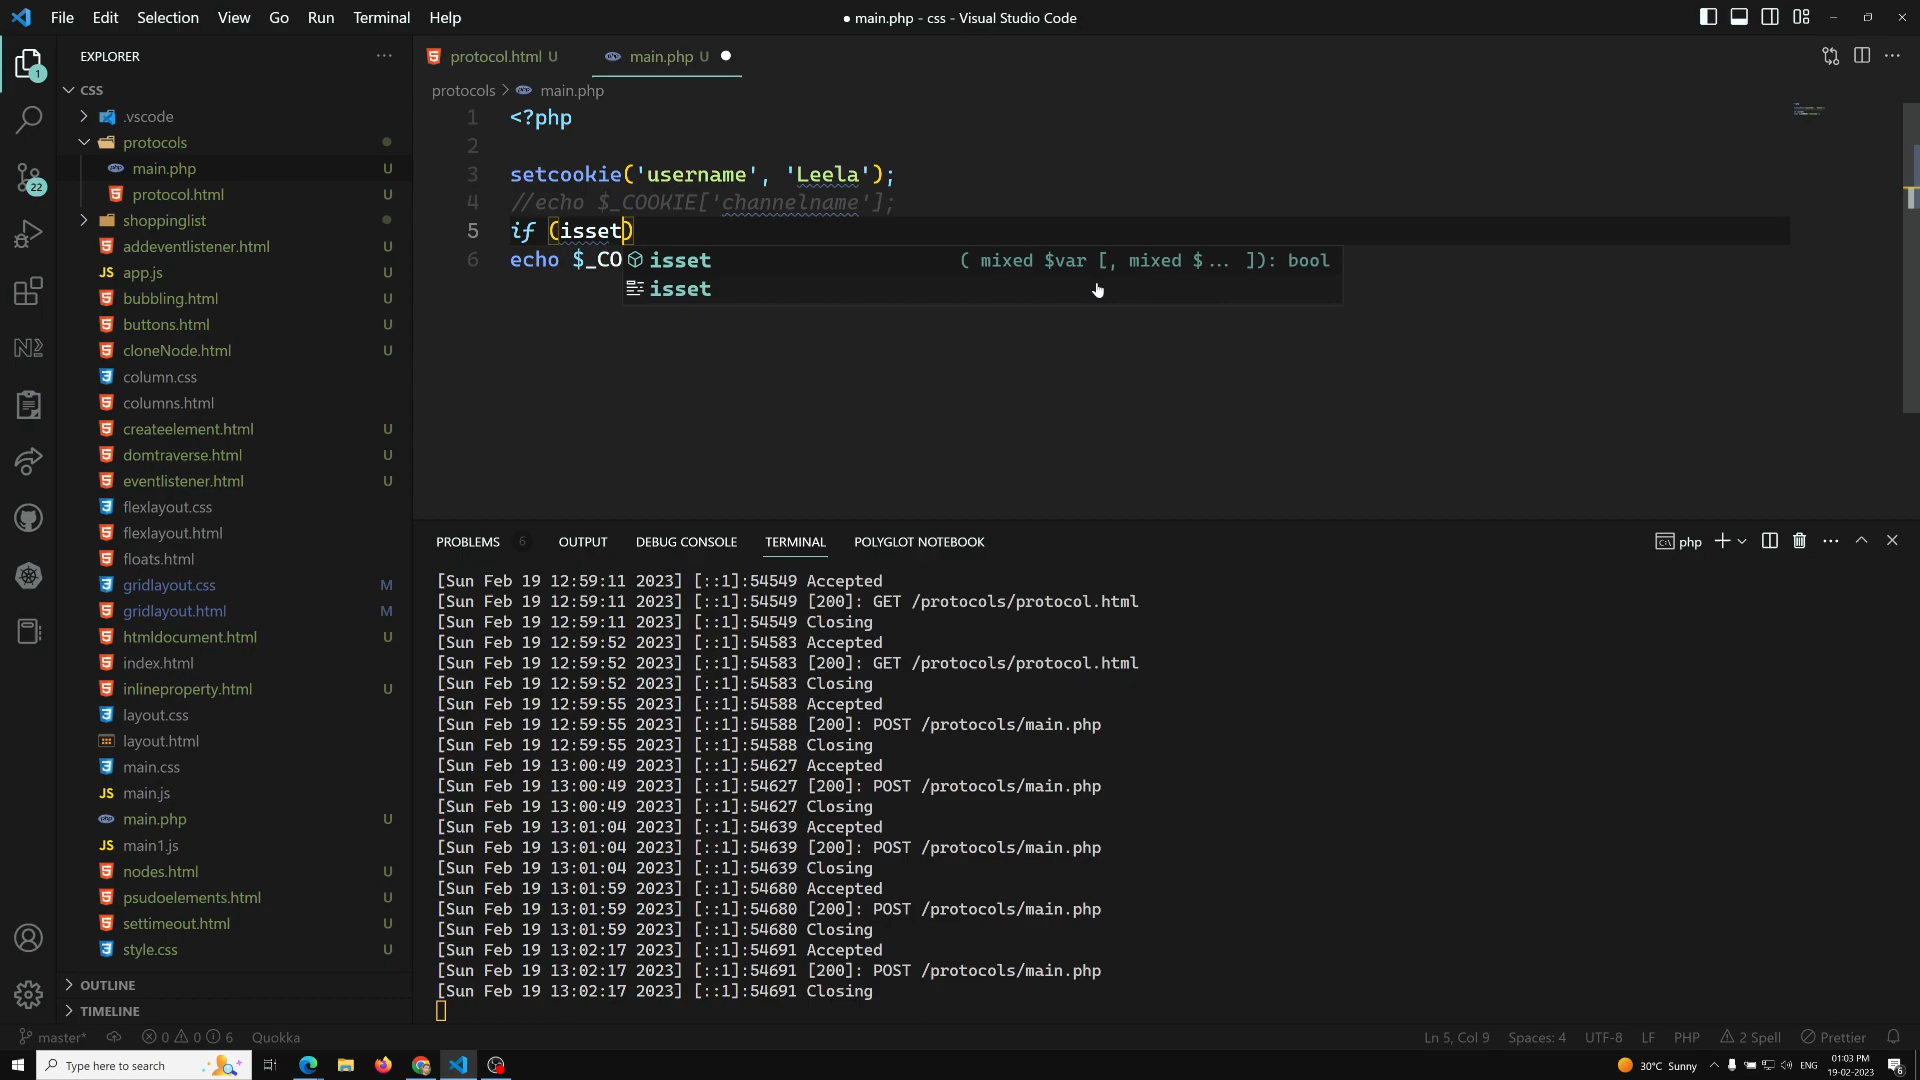 File Edit Selection View Go Run Terminal Help
● main.php - css - Visual Studio Code
EXPLORER
1
22
CSS
.vscode
protocols
main.php U
protocol.html U
shoppinglist
addeventlistener.html U
app.js U
bubbling.html U
buttons.html U
cloneNode.html U
column.css
columns.html
createelement.html U
domtraverse.html U
eventlistener.html U
flexlayout.css
flexlayout.html
floats.html
gridlayout.css M
gridlayout.html M
htmldocument.html U
index.html
inlineproperty.html U
layout.css
layout.html
main.css
main.js
main.php U
main1.js
nodes.html U
psudoelements.html U
settimeout.html U
style.css U
OUTLINE
TIMELINE
protocol.html U main.php U
protocols > main.php
1 <?php
2
3 setcookie('username', 'Leela');
4 //echo $_COOKIE['channelname'];
5 if (isset)
6 echo $_CO
isset ( mixed $var [, mixed $... ]): bool
isset
PROBLEMS 6 OUTPUT DEBUG CONSOLE TERMINAL POLYGLOT NOTEBOOK
php
[Sun Feb 19 12:59:11 2023] [::1]:54549 Accepted
[Sun Feb 19 12:59:11 2023] [::1]:54549 [200]: GET /protocols/protocol.html
[Sun Feb 19 12:59:11 2023] [::1]:54549 Closing
[Sun Feb 19 12:59:52 2023] [::1]:54583 Accepted
[Sun Feb 19 12:59:52 2023] [::1]:54583 [200]: GET /protocols/protocol.html
[Sun Feb 19 12:59:52 2023] [::1]:54583 Closing
[Sun Feb 19 12:59:55 2023] [::1]:54588 Accepted
[Sun Feb 19 12:59:55 2023] [::1]:54588 [200]: POST /protocols/main.php
[Sun Feb 19 12:59:55 2023] [::1]:54588 Closing
[Sun Feb 19 13:00:49 2023] [::1]:54627 Accepted
[Sun Feb 19 13:00:49 2023] [::1]:54627 [200]: POST /protocols/main.php
[Sun Feb 19 13:00:49 2023] [::1]:54627 Closing
[Sun Feb 19 13:01:04 2023] [::1]:54639 Accepted
[Sun Feb 19 13:01:04 2023] [::1]:54639 [200]: POST /protocols/main.php
[Sun Feb 19 13:01:04 2023] [::1]:54639 Closing
[Sun Feb 19 13:01:59 2023] [::1]:54680 Accepted
[Sun Feb 19 13:01:59 2023] [::1]:54680 [200]: POST /protocols/main.php
[Sun Feb 19 13:01:59 2023] [::1]:54680 Closing
[Sun Feb 19 13:02:17 2023] [::1]:54691 Accepted
[Sun Feb 19 13:02:17 2023] [::1]:54691 [200]: POST /protocols/main.php
[Sun Feb 19 13:02:17 2023] [::1]:54691 Closing
master* 0 0 6 Quokka
Ln 5, Col 9 Spaces: 4 UTF-8 LF PHP 2 Spell Prettier
Type here to search
30°C Sunny ENG
01:03 PM
19-02-2023
6